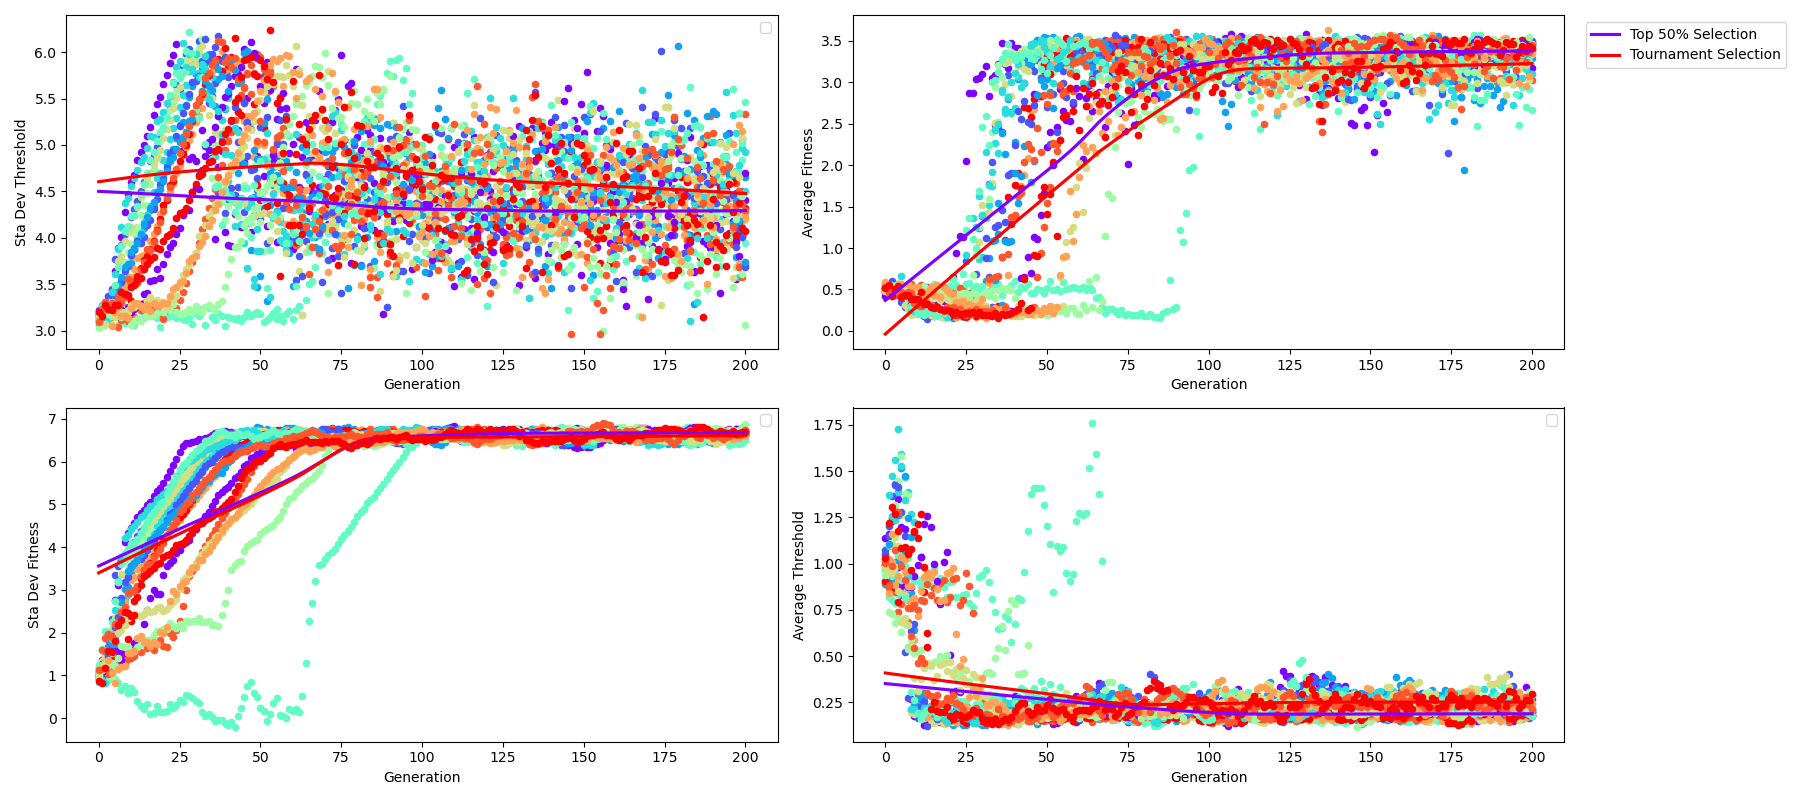 Sta Dev Threshold
6.0
5.5
5.0
4.5
4.0
3.5
3.0
0 25 50 75 100 125 150 175 200
Generation
Average Fitness
3.5
3.0
2.5
2.0
1.5
1.0
0.5
0.0
0 25 50 75 100 125 150 175 200
Generation
Top 50% Selection
Tournament Selection
Sta Dev Fitness
7
6
5
4
3
2
1
0
0 25 50 75 100 125 150 175 200
Generation
Average Threshold
1.75
1.50
1.25
1.00
0.75
0.50
0.25
0 25 50 75 100 125 150 175 200
Generation